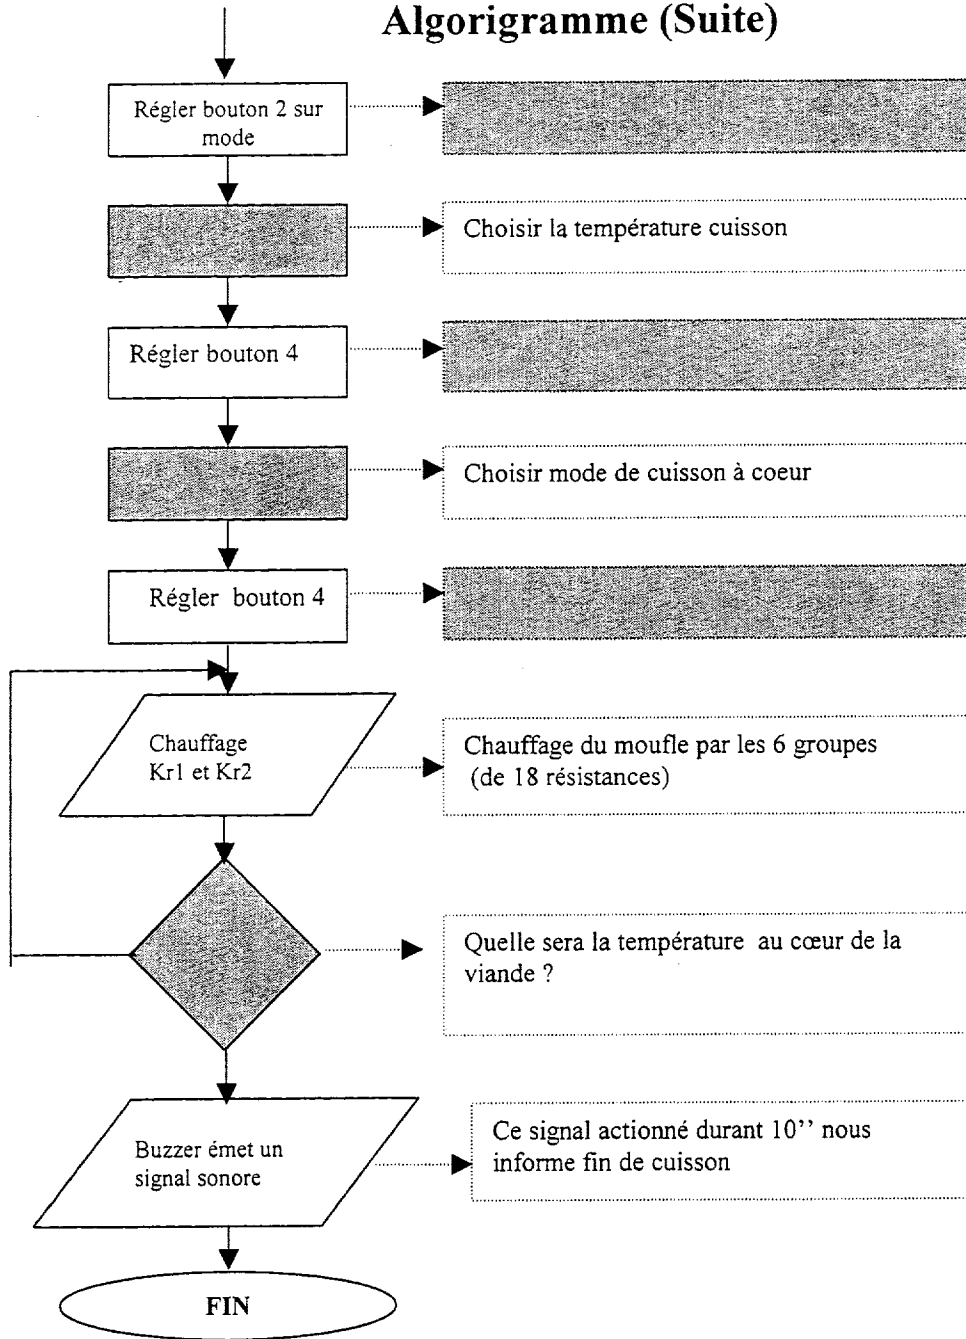 Algorigramme (Suite)
Régler bouton 2 sur
mode
Choisir la température cuisson
Régler bouton 4
Choisir mode de cuisson à coeur
Régler bouton 4
Chauffage
Kr1 et Kr2
Chauffage du moufle par les 6 groupes
(de 18 résistances)
Quelle sera la température au cœur de la
viande ?
Buzzer émet un
signal sonore
Ce signal actionné durant 10’’ nous
informe fin de cuisson
FIN